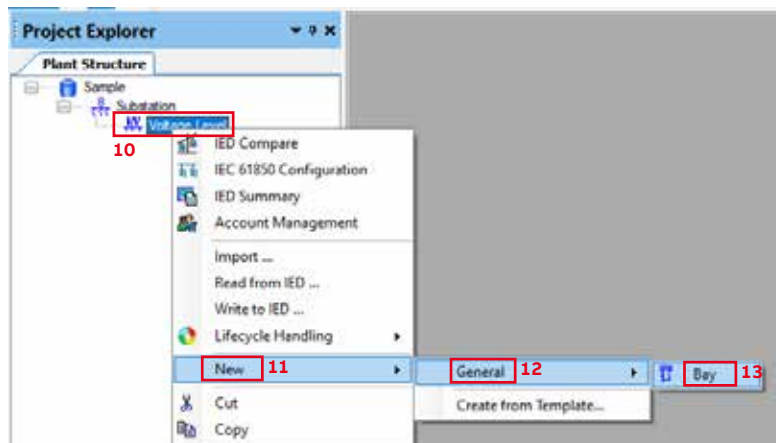 Project Explorer
Plant Structure
Sample
Substation
Voltage Level
10
IED Compare
IEC 61850 Configuration
IED Summary
Account Management
Import ...
Read from IED ...
Write to IED ...
Lifecycle Handling
New 11
General 12
Bay 13
Cut
Create from Template...
Copy